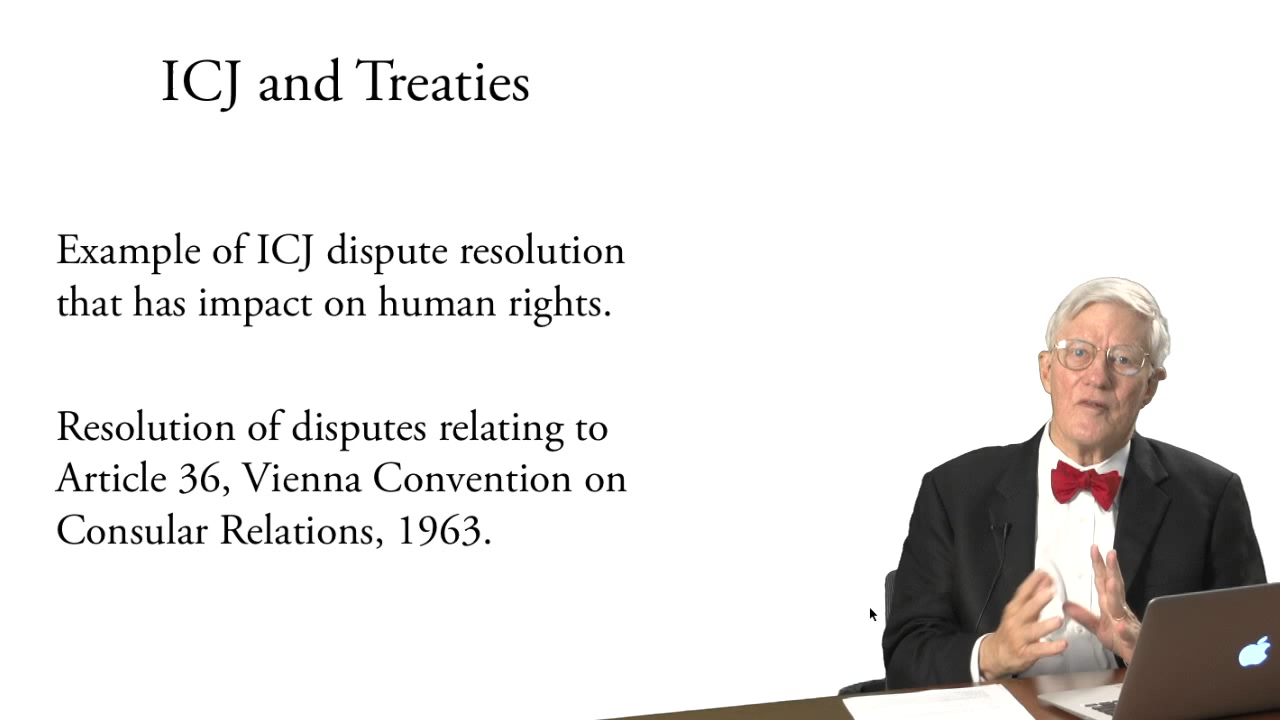 ICJ and Treaties
Example of ICJ dispute resolution
that has impact on human rights.
Resolution of disputes relating to
Article 36, Vienna Convention on
Consular Relations, 1963.